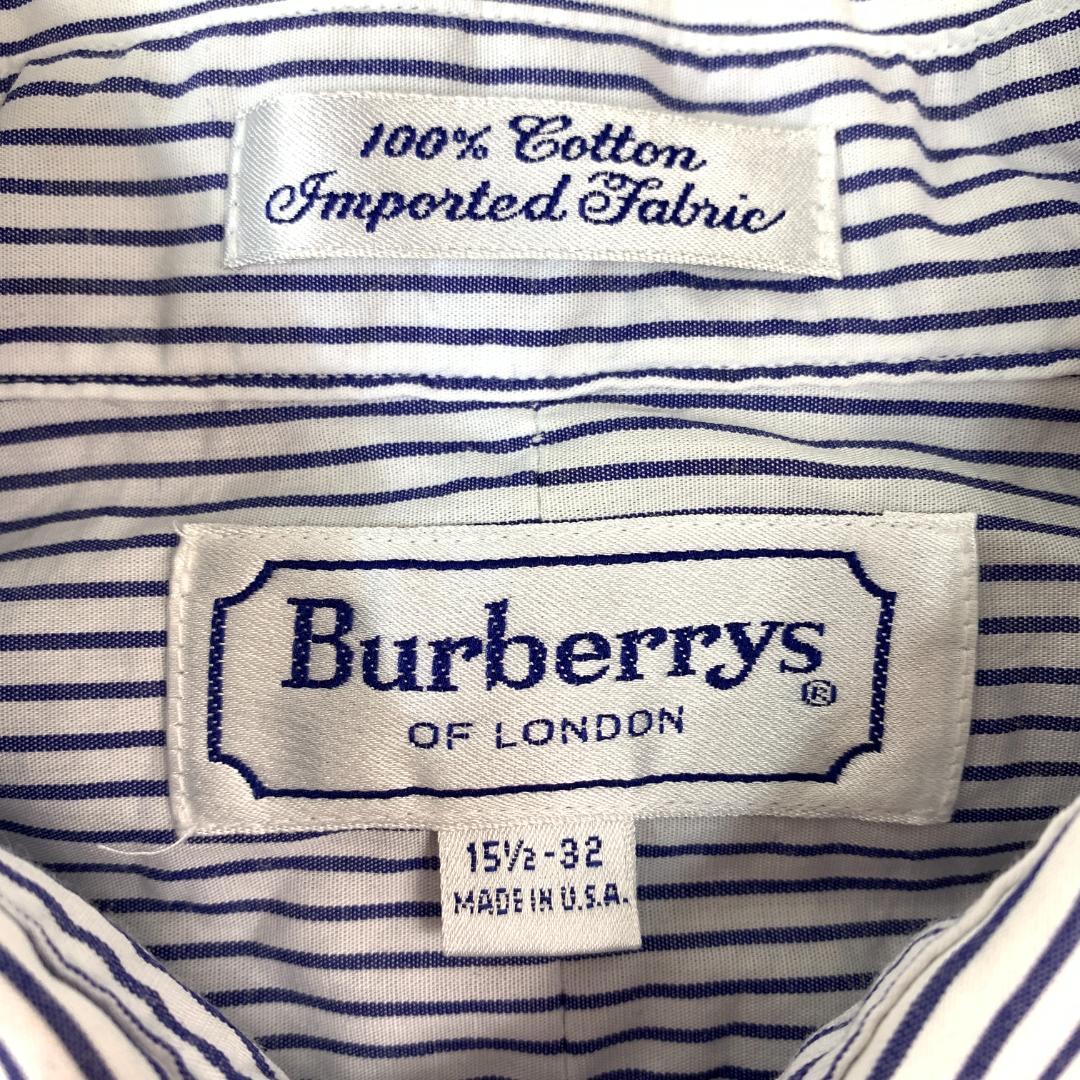 100% Cotton
Imported Fabric
Burberrys®
OF LONDON
15½-32
MADE IN U.S.A.